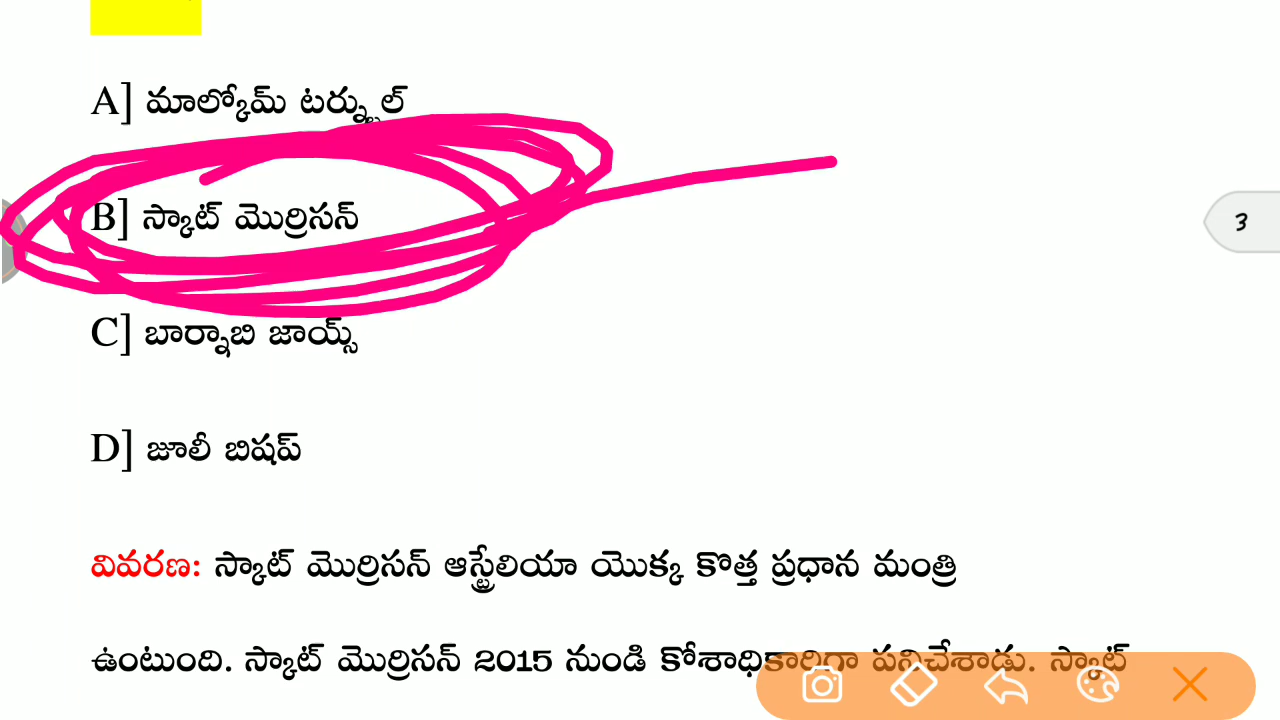 A] మాల్కోమ్ టర్న్బుల్
B] స్కాట్ మొర్రిసన్
3
C] బార్నాబి జాయ్స్
D] జూలీ బిషప్
వివరణ: స్కాట్ మొర్రిసన్ ఆస్ట్రేలియా యొక్క కొత్త ప్రధాన మంత్రి
ఉంటుంది. స్కాట్ మొర్రిసన్ 2015 నుండి కోశాధికారిగా పనిచేశాడు. స్కాట్